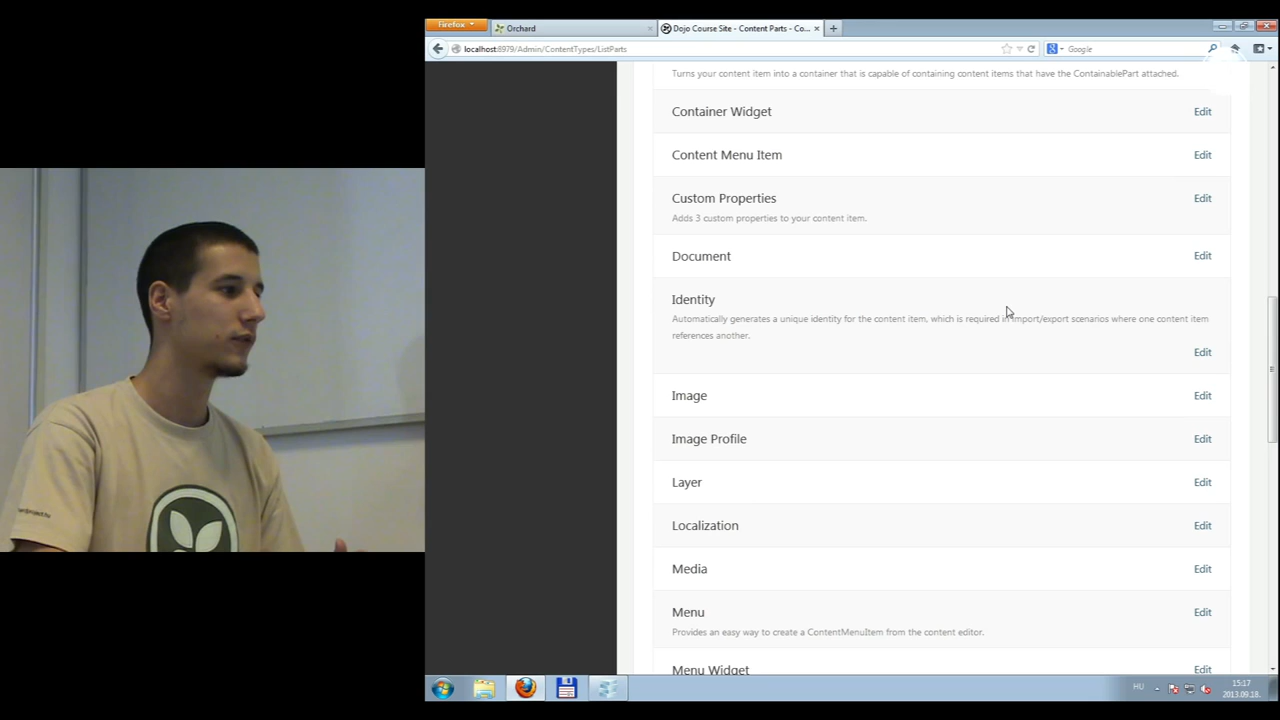 Firefox
Orchard
Dojo Course Site - Content Parts - Co...
localhost:8979/Admin/ContentTypes/ListParts
Google
Turns your content item into a container that is capable of containing content items that have the ContainablePart attached.
Container Widget Edit
Content Menu Item Edit
Custom Properties Edit
Adds 3 custom properties to your content item.
Document Edit
Identity
Automatically generates a unique identity for the content item, which is required in import/export scenarios where one content item
references another.
Edit
Image Edit
Image Profile Edit
Layer Edit
Localization Edit
Media Edit
Menu Edit
Provides an easy way to create a ContentMenuItem from the content editor.
Menu Widget Edit
HU
15:17
2013.09.18.